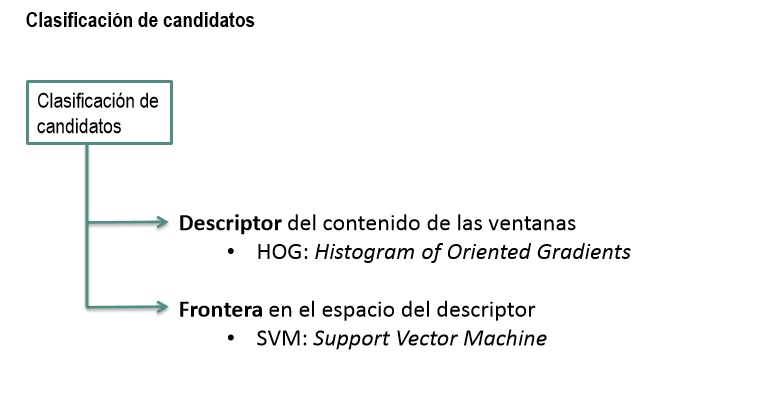 Clasificación de candidatos
Clasificación de
candidatos
Descriptor del contenido de las ventanas
• HOG: Histogram of Oriented Gradients
Frontera en el espacio del descriptor
• SVM: Support Vector Machine